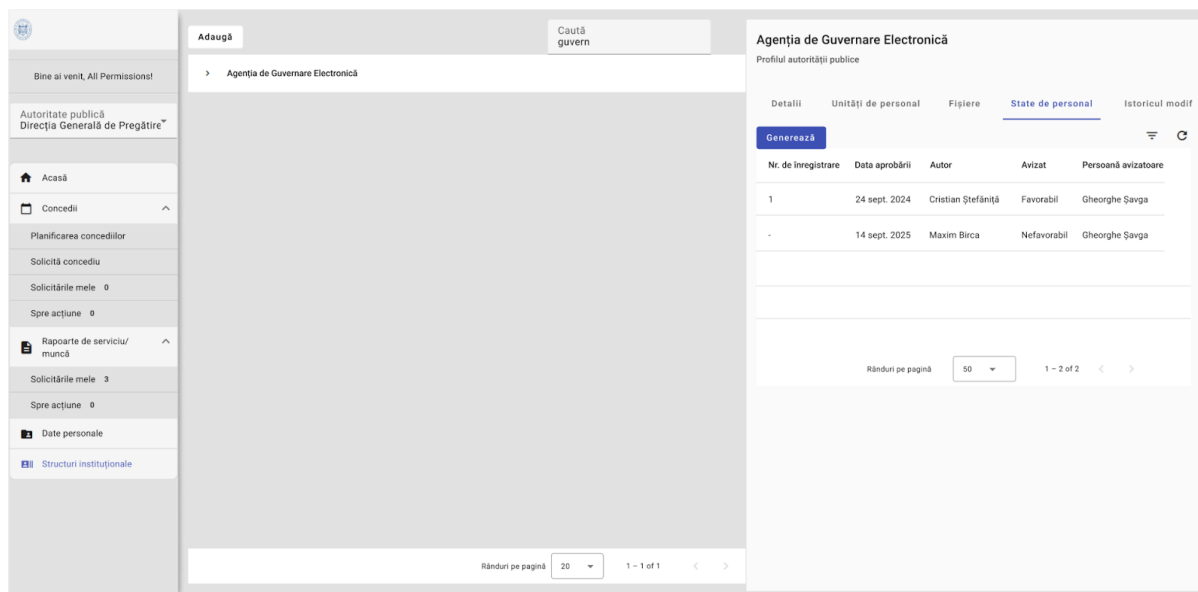 Bine ai venit, All Permissions!
Autoritate publică
Direcția Generală de Pregătire
Acasă
Concedii
Planificarea concediilor
Solicită concediu
Solicitările mele 0
Spre acțiune 0
Rapoarte de serviciu/
muncă
Solicitările mele 3
Spre acțiune 0
Date personale
Structuri instituționale
Adaugă
Caută
guvern
Agenția de Guvernare Electronică
Rânduri pe pagină 20 1 – 1 of 1
Agenția de Guvernare Electronică
Profilul autorității publice
Detalii Unități de personal Fișiere State de personal Istoricul modif
Generează
Nr. de înregistrare Data aprobării Autor Avizat Persoană avizatoare
1 24 sept. 2024 Cristian Ștefăniță Favorabil Gheorghe Șavga
- 14 sept. 2025 Maxim Birca Nefavorabil Gheorghe Șavga
Rânduri pe pagină 50 1 – 2 of 2